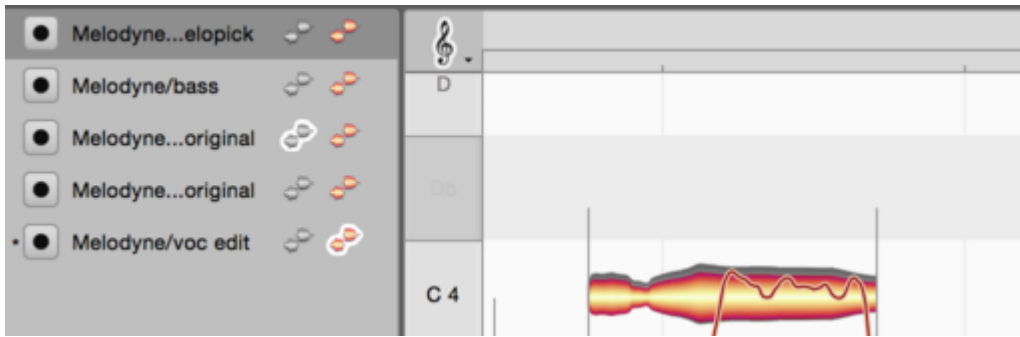 Melodyne...elopick
Melodyne/bass
Melodyne...original
Melodyne...original
* Melodyne/voc edit
D
Db
C 4